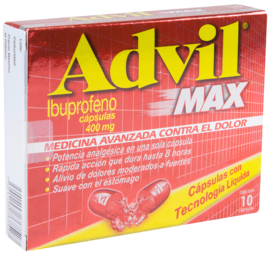 Advil
MAX
Ibuprofeno
cápsulas
400 mg
MEDICINA AVANZADA CONTRA EL DOLOR
• Potencia analgésica en una sola cápsula
• Rápida acción que dura hasta 8 horas
• Alivio de dolores moderados-a-fuertes
• Suave con el estómago
Cápsulas con
Tecnología Líquida
10